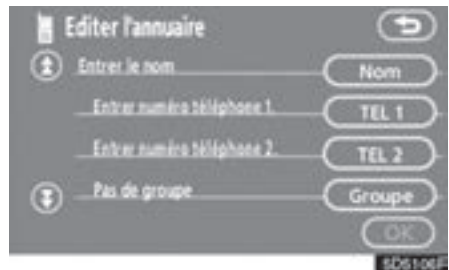 Editer l'annuaire
Entrer le nom Nom
Entrer numéro téléphone 1. TEL 1
Entrer numéro téléphone 2. TEL 2
Pas de groupe Groupe
OK
SDS106F